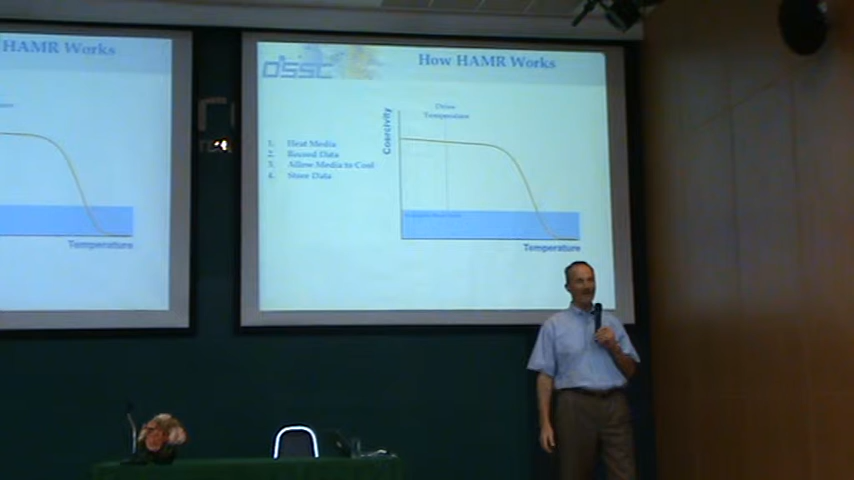 HAMR Works
Temperature
dssc
How HAMR Works
Drive
Temperature
Coercivity
1. Heat Media
2. Record Data
3. Allow Media to Cool
4. Store Data
Temperature